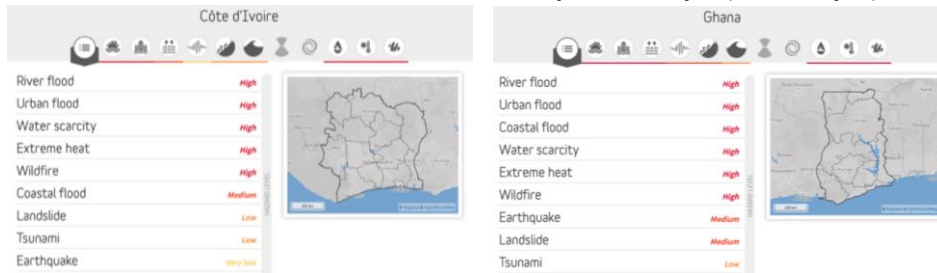 Côte d'Ivoire
River flood High
Urban flood High
Water scarcity High
Extreme heat High
Wildfire High
Coastal flood Medium
Landslide Low
Tsunami Low
Earthquake Very low
Ghana
River flood High
Urban flood High
Coastal flood High
Water scarcity High
Extreme heat High
Wildfire High
Earthquake Medium
Landslide Medium
Tsunami Low